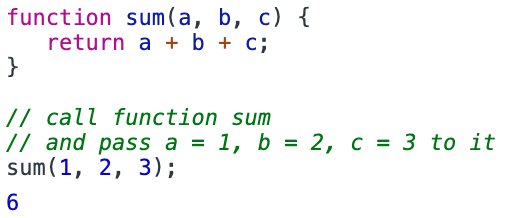 function sum(a, b, c) {
   return a + b + c;
}

// call function sum
// and pass a = 1, b = 2, c = 3 to it
sum(1, 2, 3);
6